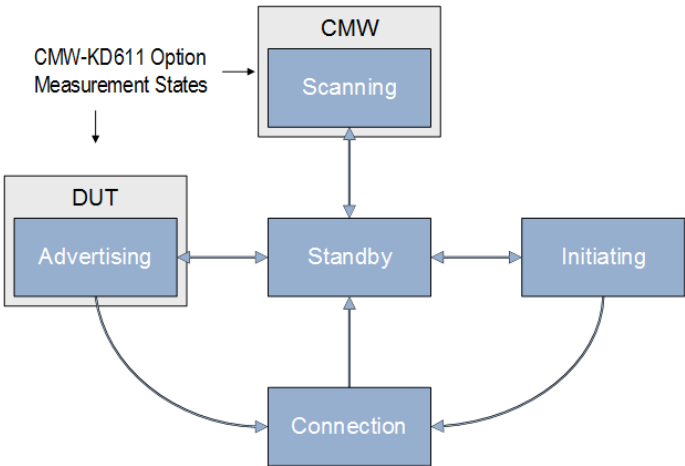 CMW
CMW-KD611 Option
Measurement States
Scanning
DUT
Advertising
Standby
Initiating
Connection